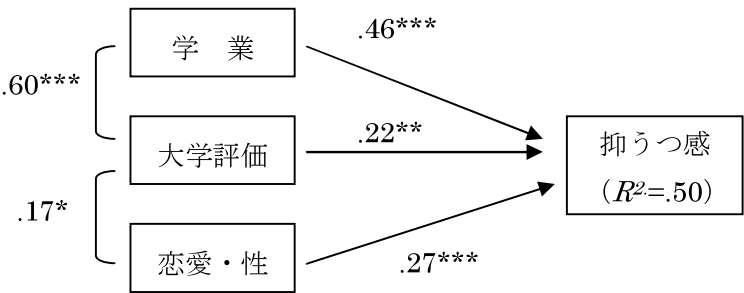 学　業
.46***
.60***
大学評価
.22**
抑うつ感
（R²=.50）
.17*
恋愛・性
.27***